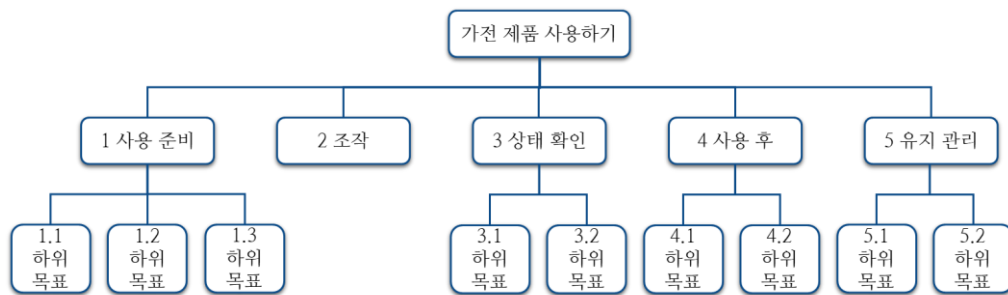 가전 제품 사용하기
1 사용 준비
2 조작
3 상태 확인
4 사용 후
5 유지 관리
1.1
하위
목표
1.2
하위
목표
1.3
하위
목표
3.1
하위
목표
3.2
하위
목표
4.1
하위
목표
4.2
하위
목표
5.1
하위
목표
5.2
하위
목표